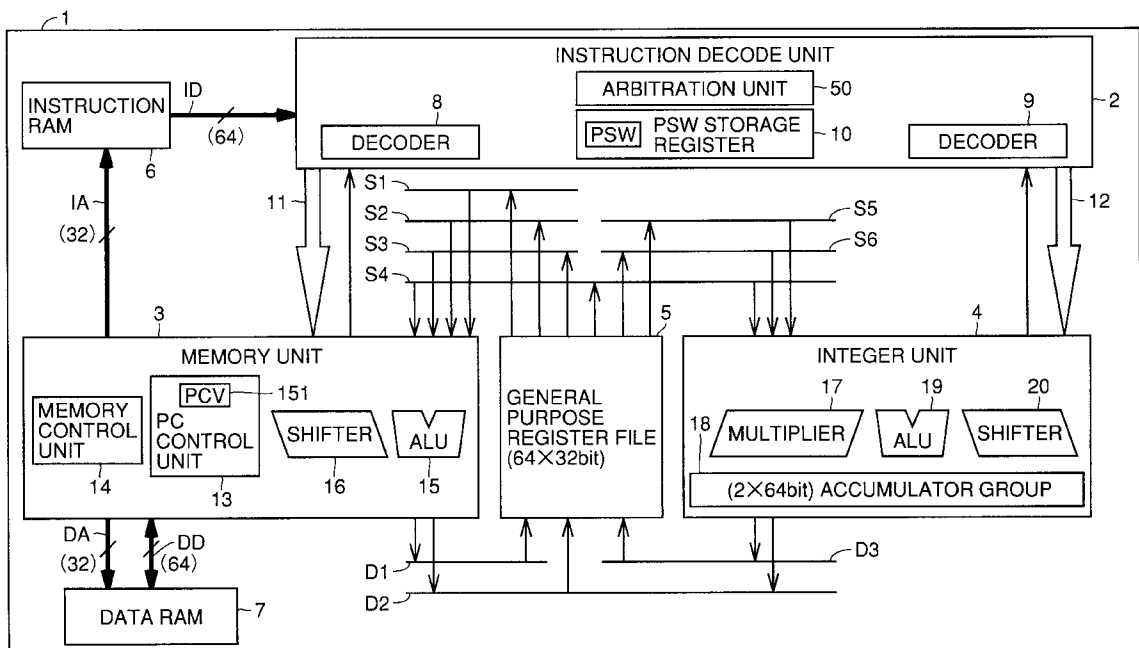 1
INSTRUCTION DECODE UNIT
ARBITRATION UNIT
50
2
INSTRUCTION
RAM
6
ID
(64)
8
DECODER
PSW
PSW STORAGE
REGISTER
10
9
DECODER
IA
(32)
11
12
S1
S2
S3
S4
S5
S6
3
MEMORY UNIT
MEMORY
CONTROL
UNIT
14
PCV
151
PC
CONTROL
UNIT
13
SHIFTER
16
ALU
15
5
GENERAL
PURPOSE
REGISTER FILE
(64×32bit)
4
INTEGER UNIT
17
MULTIPLIER
19
ALU
20
SHIFTER
18
(2×64bit) ACCUMULATOR GROUP
DA
(32)
DD
(64)
D1
D2
D3
DATA RAM
7